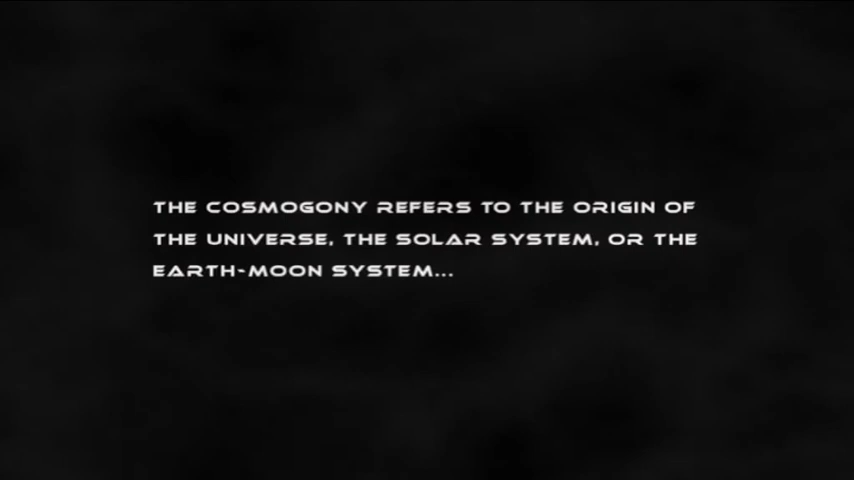 THE COSMOGONY REFERS TO THE ORIGIN OF
THE UNIVERSE, THE SOLAR SYSTEM, OR THE
EARTH-MOON SYSTEM...